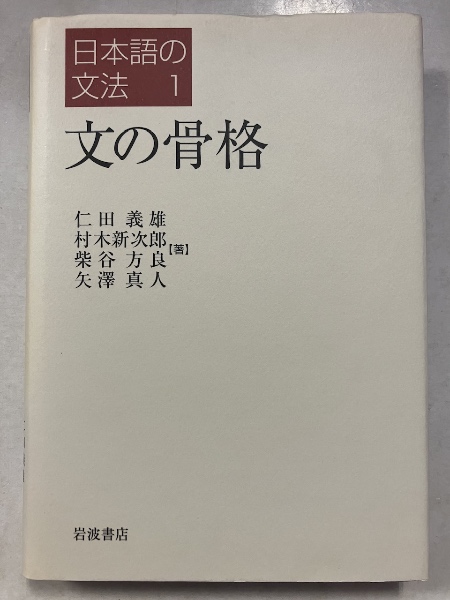 日本語の
文法 1
文の骨格
仁田義雄
村木新次郎
柴谷方良
矢澤真人
【著】
岩波書店